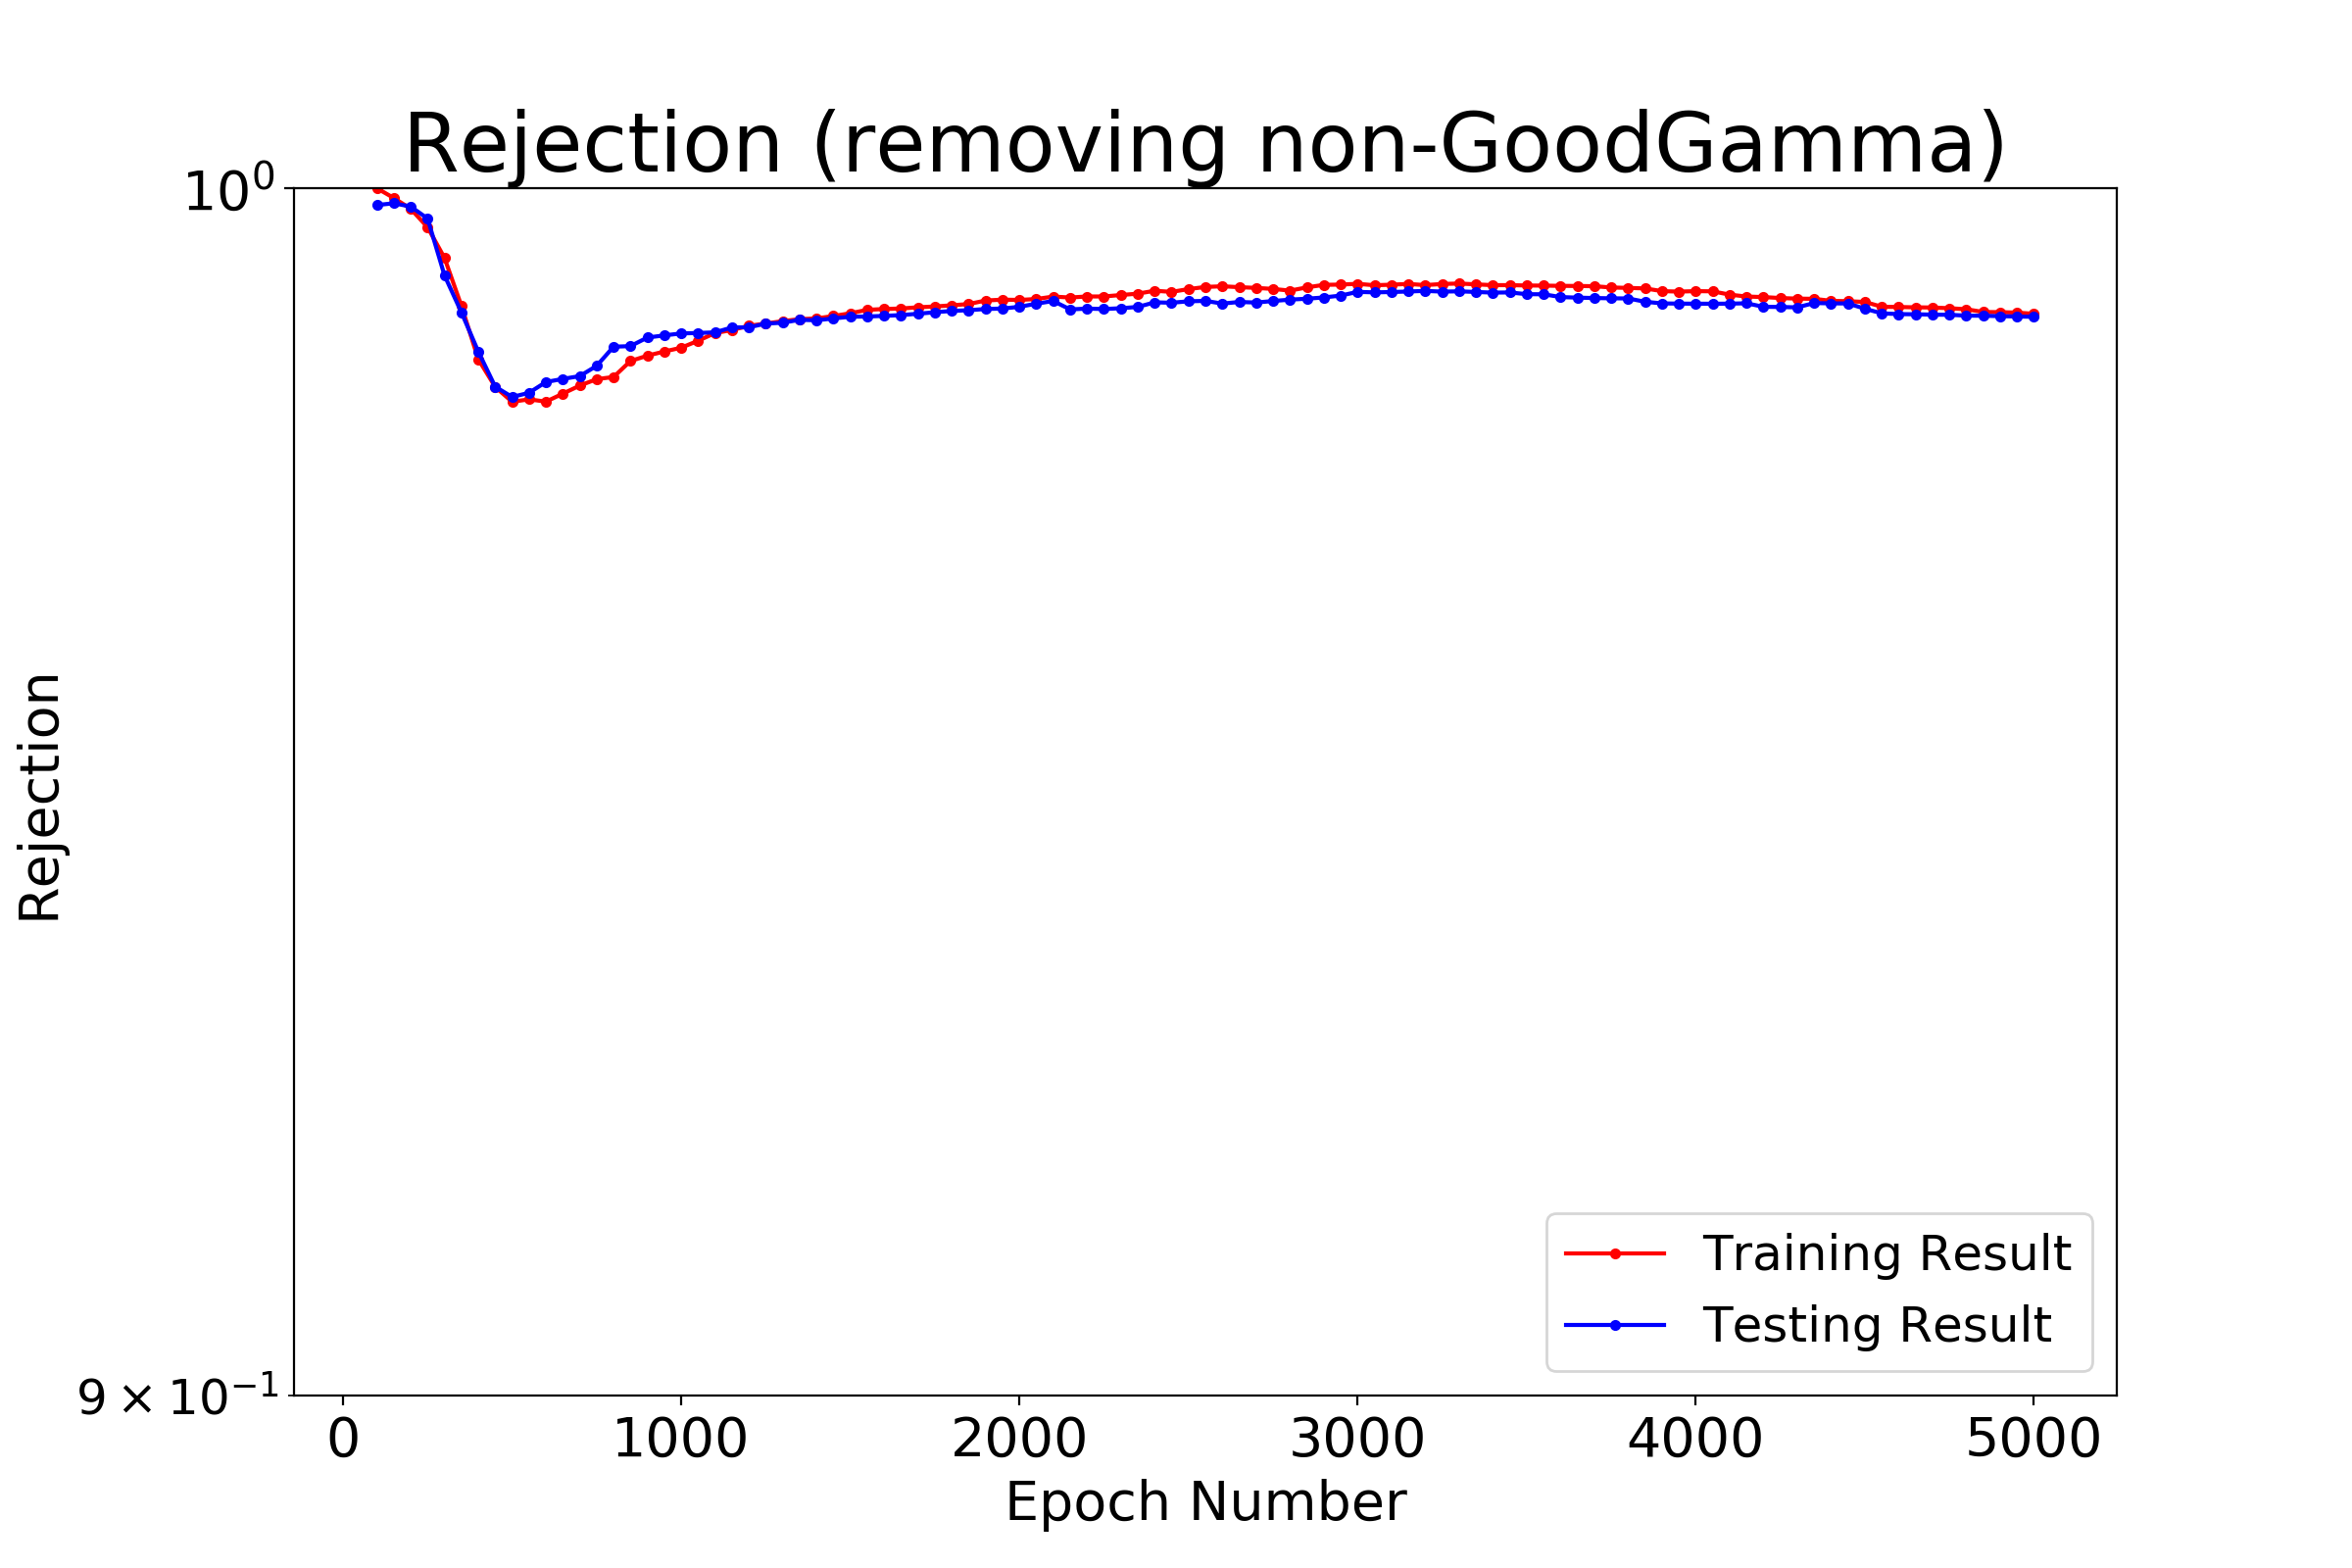 Rejection (removing non-GoodGamma)
10⁰
Rejection
9 × 10⁻¹
0 1000 2000 3000 4000 5000
Epoch Number
Training Result
Testing Result